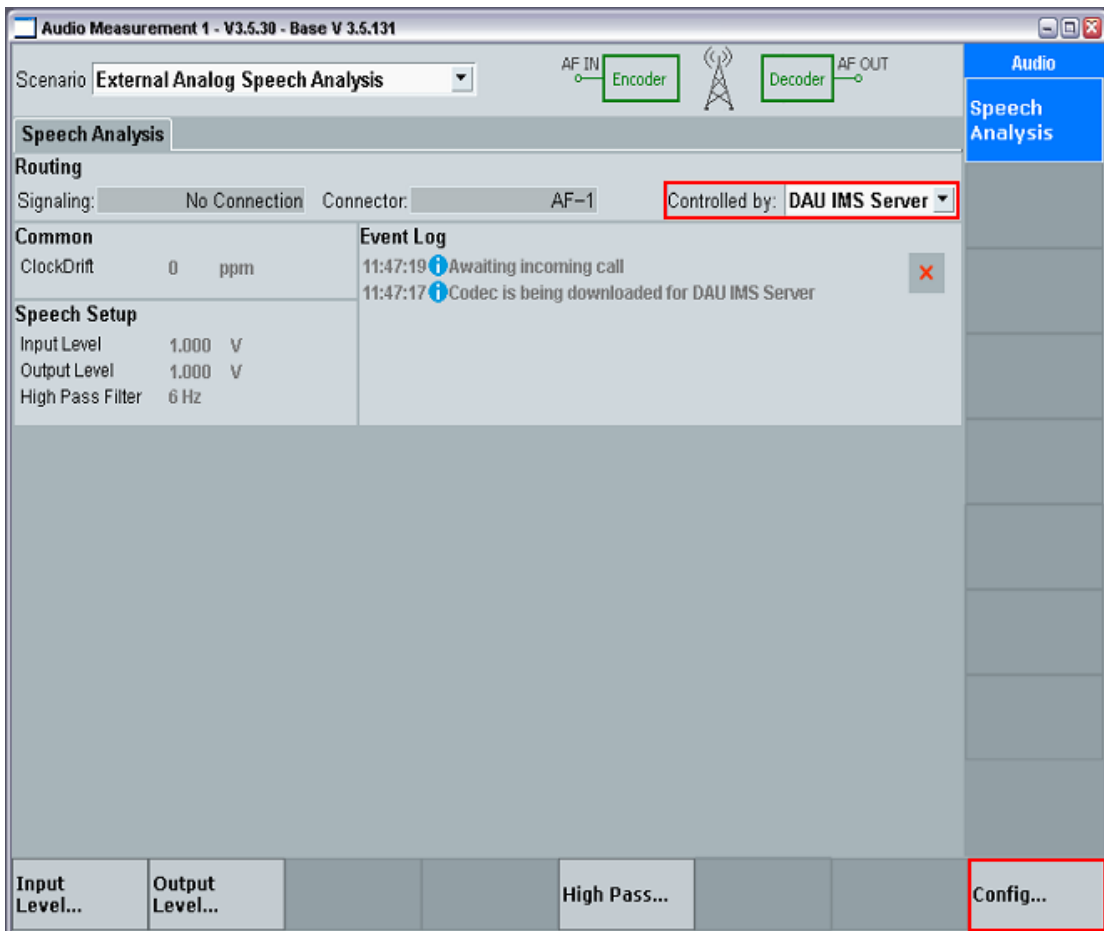 Audio Measurement 1 - V3.5.30 - Base V 3.5.131
Scenario External Analog Speech Analysis
AF IN Encoder Decoder AF OUT
Audio
Speech Analysis
Speech
Analysis
Routing
Signaling: No Connection Connector: AF-1 Controlled by: DAU IMS Server
Common
ClockDrift 0 ppm
Speech Setup
Input Level 1.000 V
Output Level 1.000 V
High Pass Filter 6 Hz
Event Log
11:47:19 Awaiting incoming call
11:47:17 Codec is being downloaded for DAU IMS Server
Input
Level...
Output
Level...
High Pass...
Config...